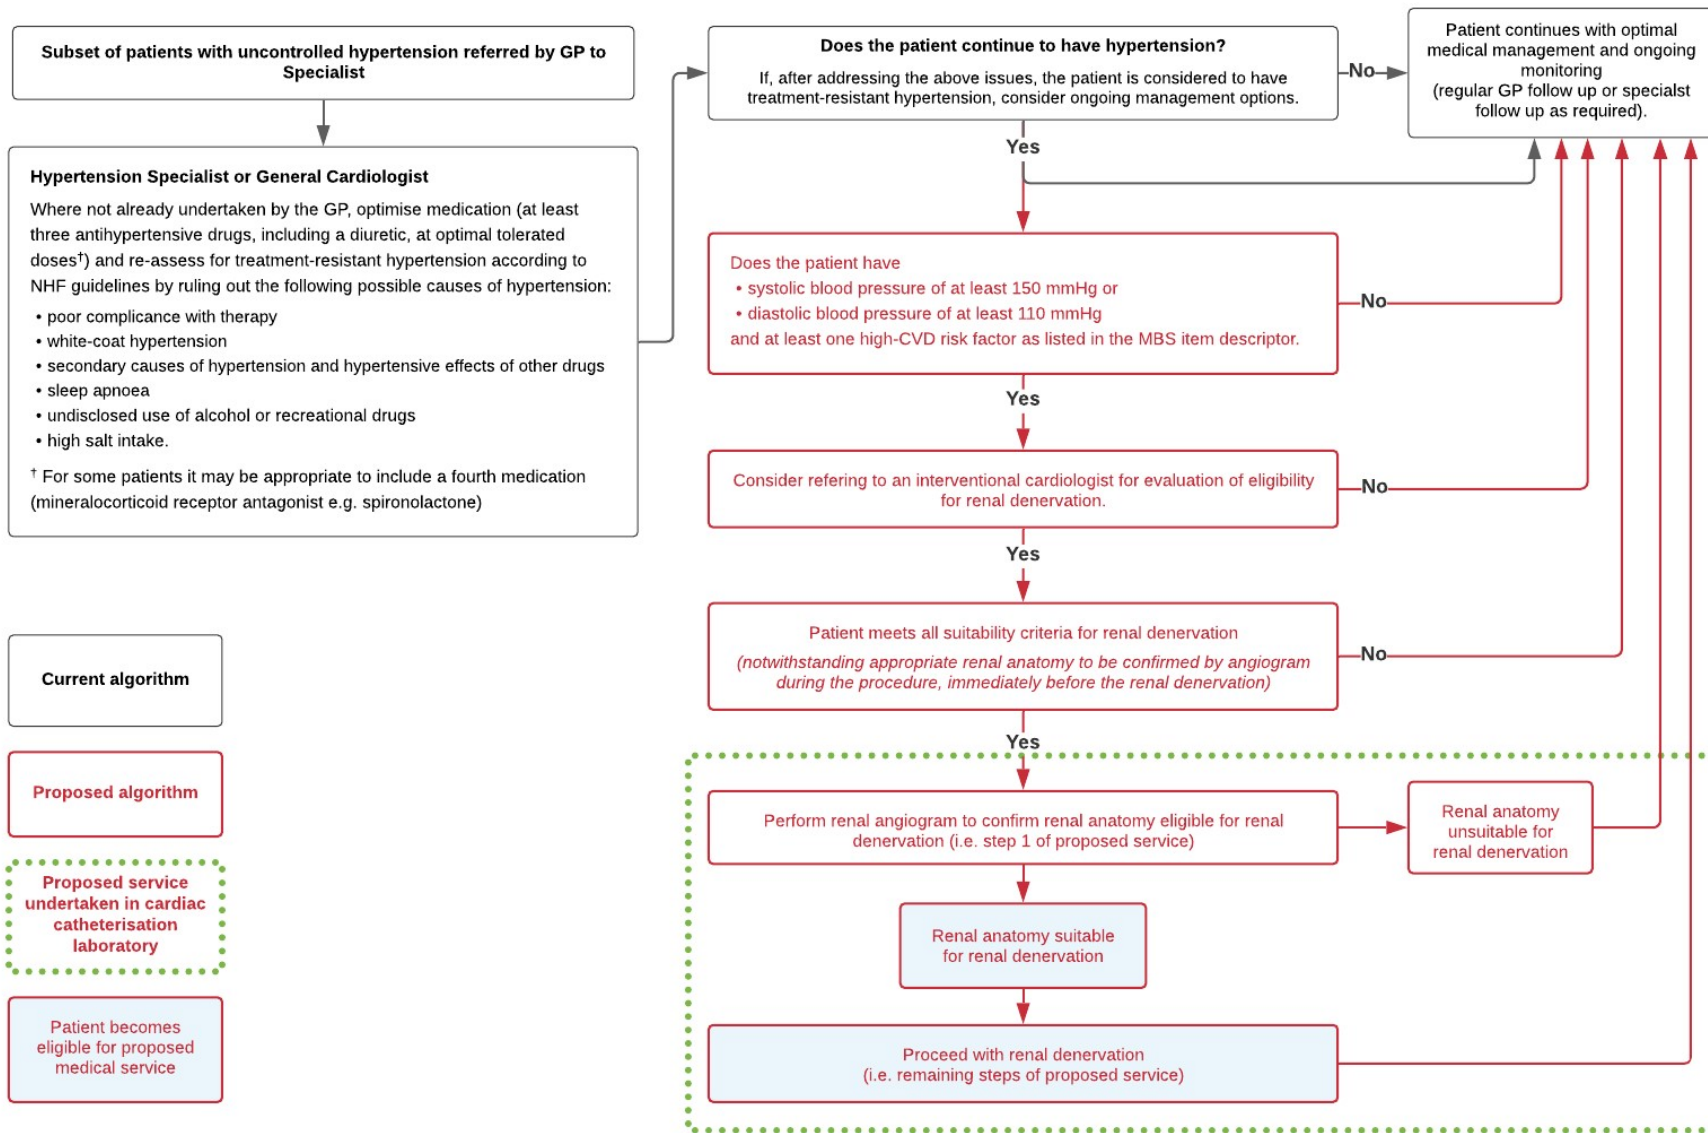 Subset of patients with uncontrolled hypertension referred by GP to
Specialist
Hypertension Specialist or General Cardiologist
Where not already undertaken by the GP, optimise medication (at least
three antihypertensive drugs, including a diuretic, at optimal tolerated
doses†) and re-assess for treatment-resistant hypertension according to
NHF guidelines by ruling out the following possible causes of hypertension:
• poor complicance with therapy
• white-coat hypertension
• secondary causes of hypertension and hypertensive effects of other drugs
• sleep apnoea
• undisclosed use of alcohol or recreational drugs
• high salt intake.
† For some patients it may be appropriate to include a fourth medication
(mineralocorticoid receptor antagonist e.g. spironolactone)
Does the patient continue to have hypertension?
If, after addressing the above issues, the patient is considered to have
treatment-resistant hypertension, consider ongoing management options.
No
Patient continues with optimal
medical management and ongoing
monitoring
(regular GP follow up or specialst
follow up as required).
Yes
Does the patient have
• systolic blood pressure of at least 150 mmHg or
• diastolic blood pressure of at least 110 mmHg
and at least one high-CVD risk factor as listed in the MBS item descriptor.
No
Yes
Consider refering to an interventional cardiologist for evaluation of eligibility
for renal denervation.
No
Yes
Patient meets all suitability criteria for renal denervation
(notwithstanding appropriate renal anatomy to be confirmed by angiogram
during the procedure, immediately before the renal denervation)
No
Yes
Perform renal angiogram to confirm renal anatomy eligible for renal
denervation (i.e. step 1 of proposed service)
Renal anatomy
unsuitable for
renal denervation
Renal anatomy suitable
for renal denervation
Proceed with renal denervation
(i.e. remaining steps of proposed service)
Current algorithm
Proposed algorithm
Proposed service
undertaken in cardiac
catheterisation
laboratory
Patient becomes
eligible for proposed
medical service